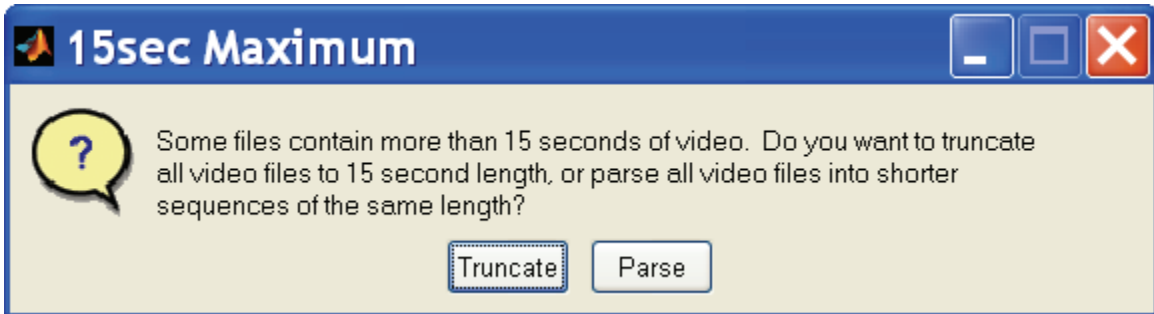 15sec Maximum
?
Some files contain more than 15 seconds of video.  Do you want to truncate
all video files to 15 second length, or parse all video files into shorter
sequences of the same length?
Truncate Parse